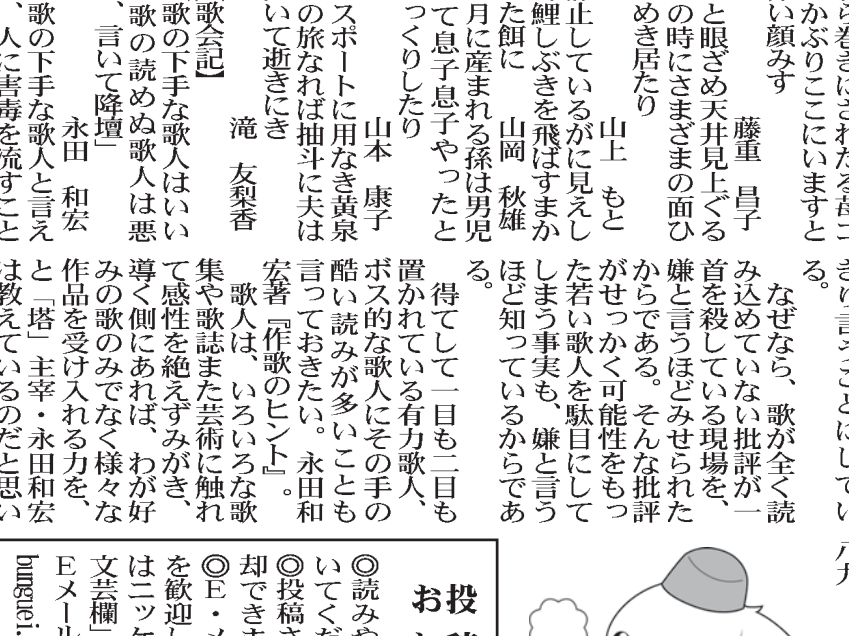 ら巻きにされたる苺コ
かぶりここにいますと
い顔みす
藤重　昌子
と眼ざめ天井見上ぐる
の時にさまざまの面ひ
めき居たり
山上　もと
止しているがに見えし
鯉しぶきを飛ばすまか
た餌に
山岡　秋雄
月に産まれる孫は男児
て息子息子やったと
っくりしたり
山本　康子
スポートに用なき黄泉
の旅なれば抽斗に夫は
いて逝きにき
滝　友梨香
歌会記】
歌の下手な歌人はいい
歌の読めぬ歌人は悪
、言いて降壇」
永田　和宏
歌の下手な歌人と言え
、人に害毒を流すこと
きり言うことにしてい
る。
なぜなら、歌が全く読
み込めていない批評が一
首を殺している現場を、
嫌と言うほどみせられた
からである。そんな批評
がせっかく可能性をもっ
た若い歌人を駄目にして
しまう事実も、嫌と言う
ほど知っているからであ
る。
得てして一目も二目も
置かれている有力歌人、
ボス的な歌人にその手の
酷い読みが多いことも
言っておきたい。永田和
宏著『作歌のヒント』。
歌人は、いろいろな歌
集や歌誌また芸術に触れ
て感性を絶えずみがき、
導く側にあれば、わが好
みの歌のみでなく様々な
作品を受け入れる力を、
と「塔」主宰・永田和宏
は教えているのだと思い
投稿
お
◎読みや
いてくだ
◎投稿さ
却できま
◎Ｅ・メ
を歓迎し
はニッケ
文芸欄」
Ｅメール
bunguei.